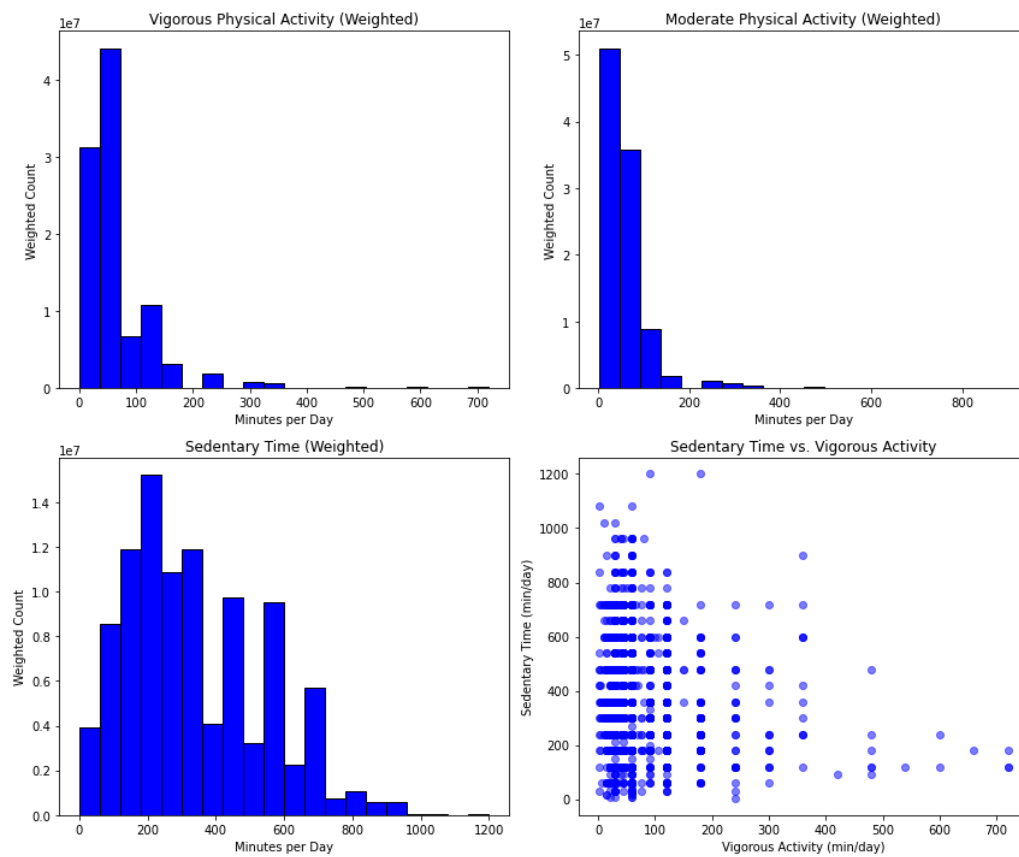 Vigorous Physical Activity (Weighted)
1e7
4
3
2
1
0
Weighted Count
0 100 200 300 400 500 600 700
Minutes per Day
Moderate Physical Activity (Weighted)
1e7
5
4
3
2
1
0
Weighted Count
0 200 400 600 800
Minutes per Day
Sedentary Time (Weighted)
1e7
1.4
1.2
1.0
0.8
0.6
0.4
0.2
0.0
Weighted Count
0 200 400 600 800 1000 1200
Minutes per Day
Sedentary Time vs. Vigorous Activity
1200
1000
800
600
400
200
0
Sedentary Time (min/day)
0 100 200 300 400 500 600 700
Vigorous Activity (min/day)